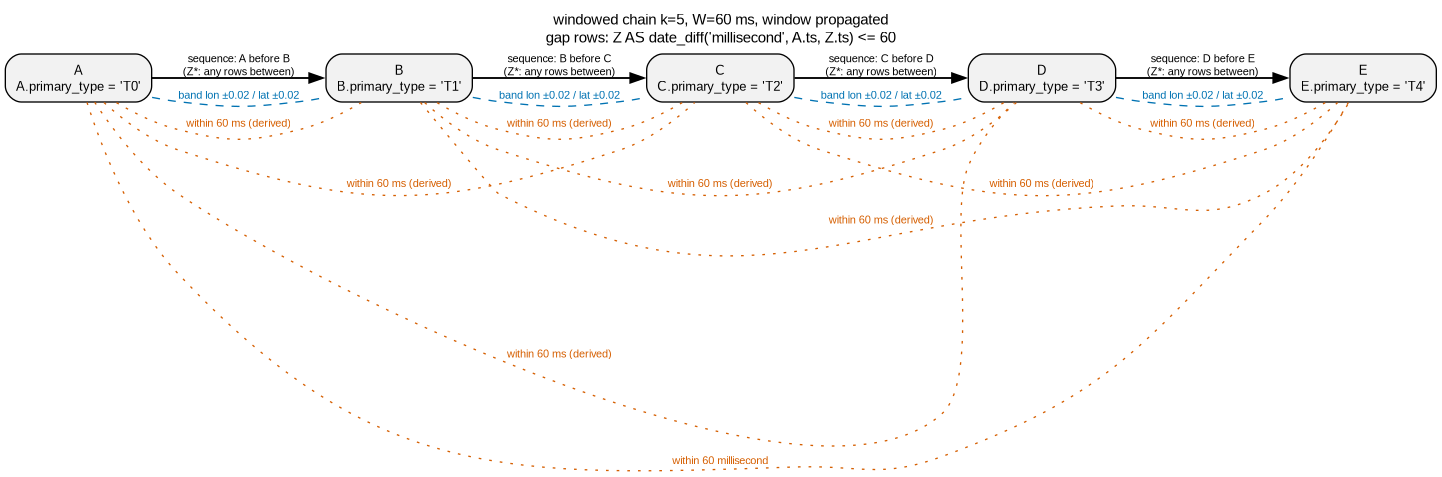 windowed chain k=5, W=60 ms, window propagated
gap rows: Z AS date_diff('millisecond', A.ts, Z.ts) <= 60
A
A.primary_type = 'T0'
sequence: A before B
(Z*: any rows between)
band lon ±0.02 / lat ±0.02
B
B.primary_type = 'T1'
sequence: B before C
(Z*: any rows between)
band lon ±0.02 / lat ±0.02
C
C.primary_type = 'T2'
sequence: C before D
(Z*: any rows between)
band lon ±0.02 / lat ±0.02
D
D.primary_type = 'T3'
sequence: D before E
(Z*: any rows between)
band lon ±0.02 / lat ±0.02
E
E.primary_type = 'T4'
within 60 ms (derived)
within 60 ms (derived)
within 60 ms (derived)
within 60 ms (derived)
within 60 ms (derived)
within 60 ms (derived)
within 60 ms (derived)
within 60 ms (derived)
within 60 ms (derived)
within 60 millisecond